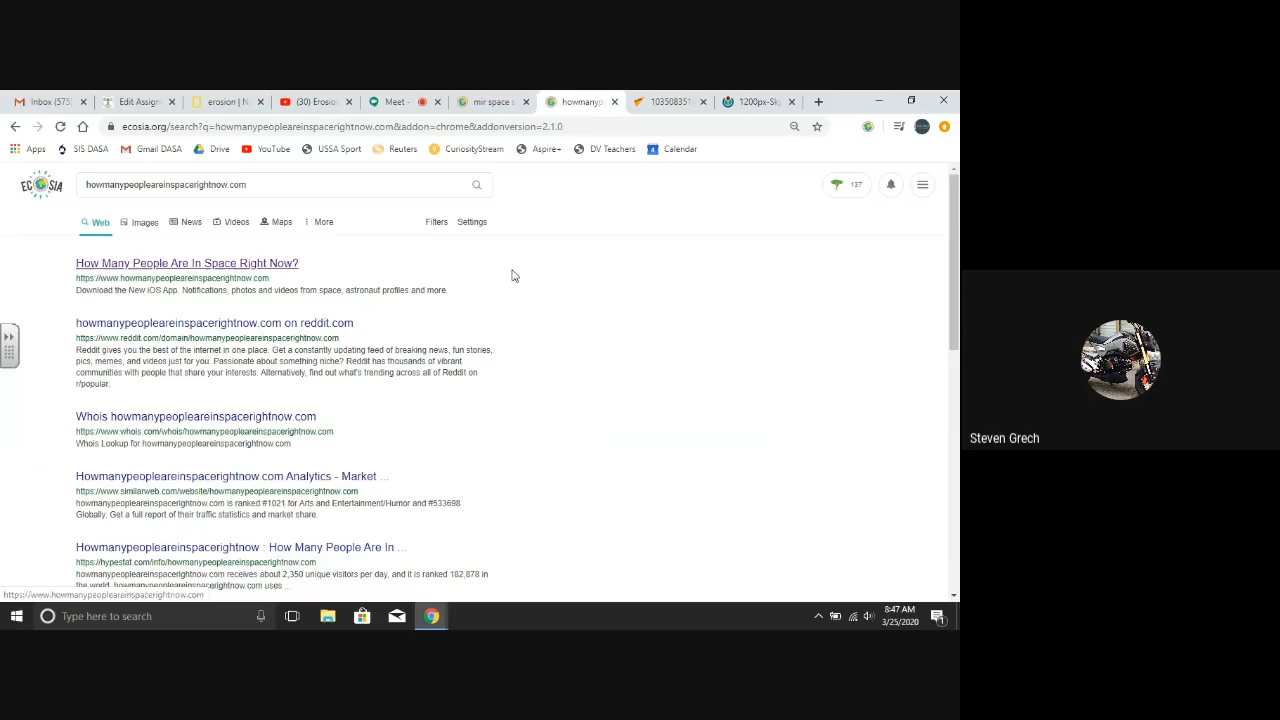 Inbox (575)
Edit Assign
erosion | N
(30) Erosio
Meet -
mir space s
howmanyp
103508351
1200px-Sk
ecosia.org/search?q=howmanypeopleareinspacerightnow.com&addon=chrome&addonversion=2.1.0
Apps
SIS DASA
Gmail DASA
Drive
YouTube
USSA Sport
Reuters
CuriosityStream
Aspire+
DV Teachers
Calendar
ECOSIA
howmanypeopleareinspacerightnow.com
137
Web
Images
News
Videos
Maps
More
Filters
Settings
How Many People Are In Space Right Now?
https://www.howmanypeopleareinspacerightnow.com
Download the New iOS App. Notifications, photos and videos from space, astronaut profiles and more.
howmanypeopleareinspacerightnow.com on reddit.com
https://www.reddit.com/domain/howmanypeopleareinspacerightnow.com
Reddit gives you the best of the internet in one place. Get a constantly updating feed of breaking news, fun stories,
pics, memes, and videos just for you. Passionate about something niche? Reddit has thousands of vibrant
communities with people that share your interests. Alternatively, find out what's trending across all of Reddit on
r/popular.
Whois howmanypeopleareinspacerightnow.com
https://www.whois.com/whois/howmanypeopleareinspacerightnow.com
Whois Lookup for howmanypeopleareinspacerightnow.com
Howmanypeopleareinspacerightnow.com Analytics - Market ...
https://www.similarweb.com/website/howmanypeopleareinspacerightnow.com
howmanypeopleareinspacerightnow.com is ranked #1021 for Arts and Entertainment/Humor and #533698
Globally. Get a full report of their traffic statistics and market share.
Howmanypeopleareinspacerightnow : How Many People Are In ...
https://hypestat.com/info/howmanypeopleareinspacerightnow.com
howmanypeopleareinspacerightnow.com receives about 2,350 unique visitors per day, and it is ranked 182,878 in
the world. howmanypeopleareinspacerightnow.com uses ...
https://www.howmanypeopleareinspacerightnow.com
Type here to search
8:47 AM
3/25/2020
1
Steven Grech